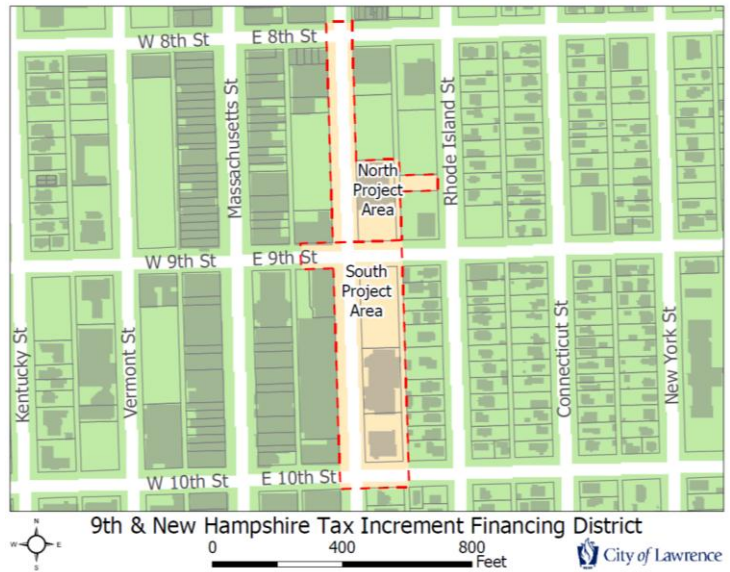 W 8th St
E 8th St
Massachusetts St
Rhode Island St
North
Project
Area
W 9th St
E 9th St
South
Project
Area
Kentucky St
Vermont St
Connecticut St
New York St
W 10th St
E 10th St
9th & New Hampshire Tax Increment Financing District
N
W
E
S
0
400
800
Feet
City of Lawrence